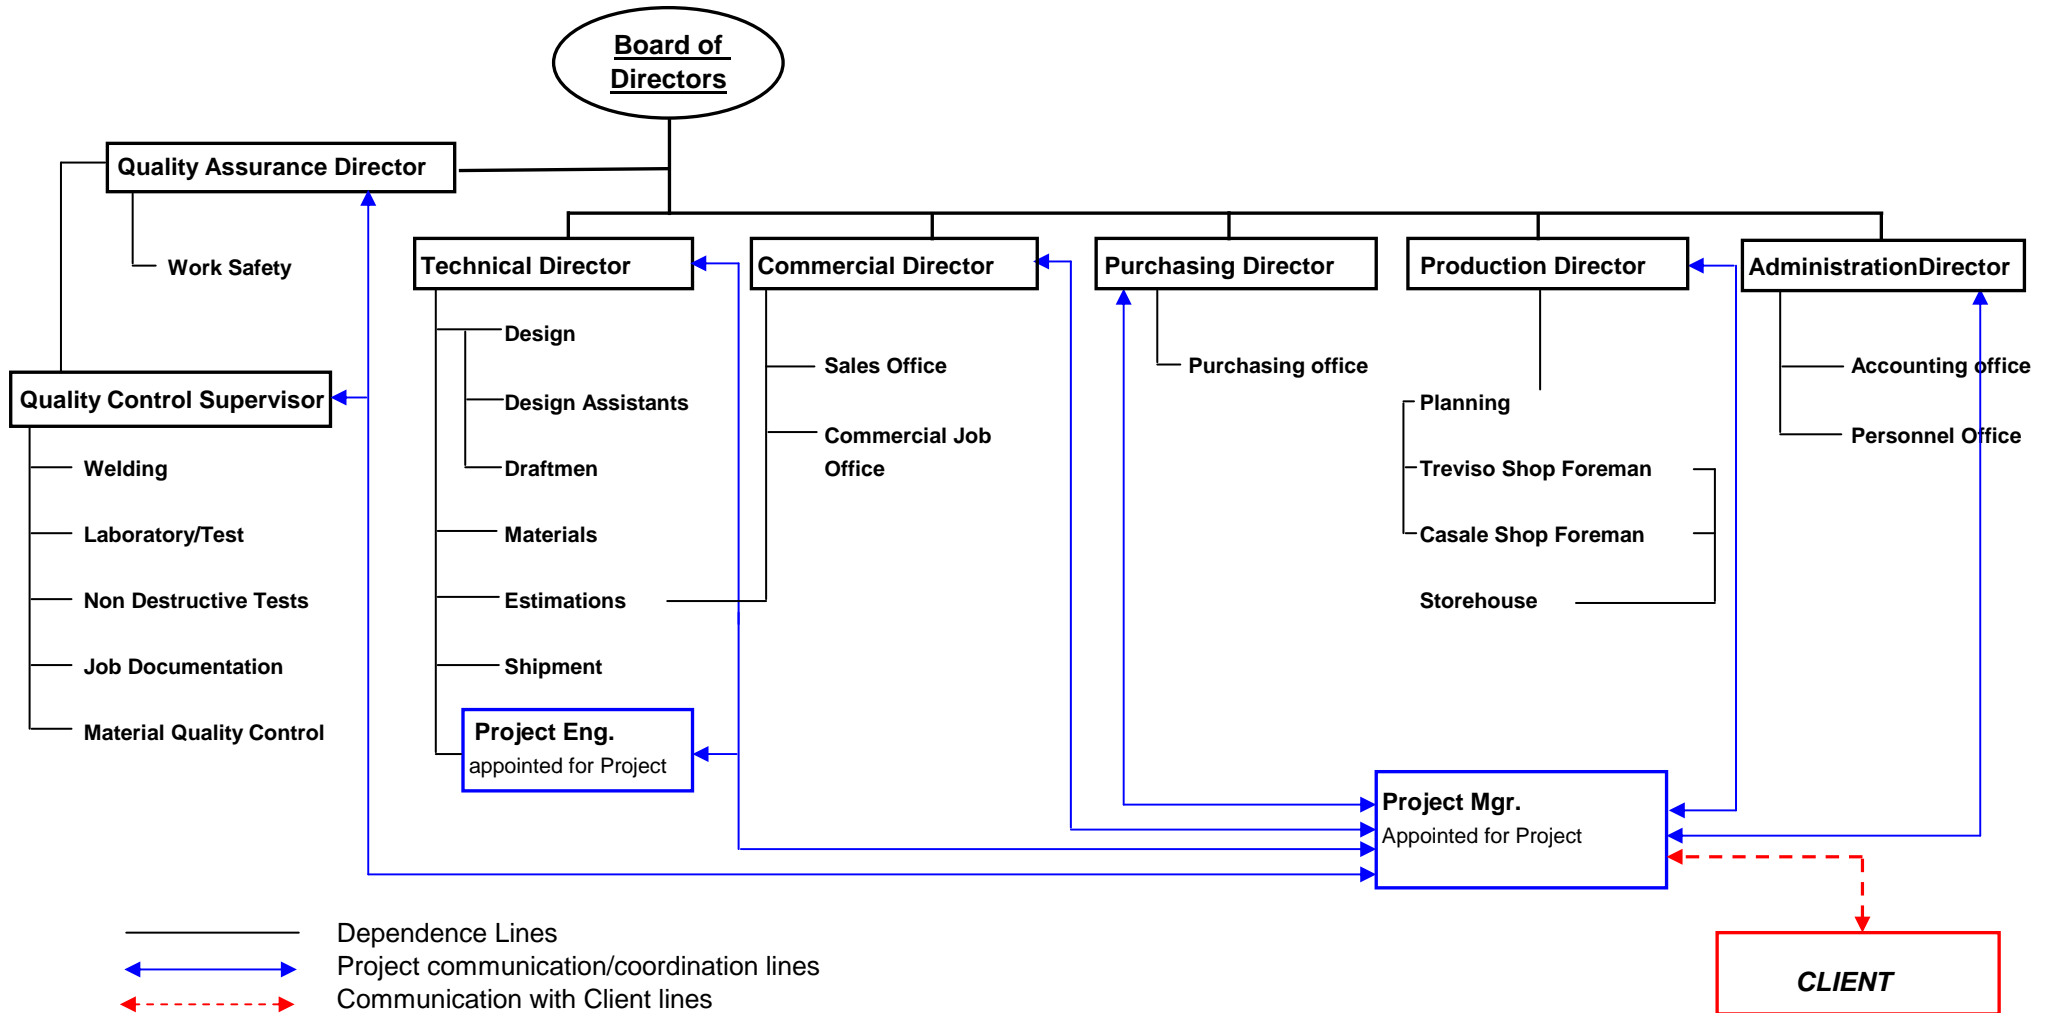 Board of
Directors
Quality Assurance Director
Work Safety
Technical Director
Commercial Director
Purchasing Director
Production Director
AdministrationDirector
Design
Sales Office
Purchasing office
Accounting office
Quality Control Supervisor
Design Assistants
Planning
Commercial Job
Office
Personnel Office
Welding
Draftmen
Treviso Shop Foreman
Laboratory/Test
Materials
Casale Shop Foreman
Non Destructive Tests
Estimations
Storehouse
Job Documentation
Shipment
Material Quality Control
Project Eng.
appointed for Project
Project Mgr.
Appointed for Project
Dependence Lines
Project communication/coordination lines
Communication with Client lines
CLIENT